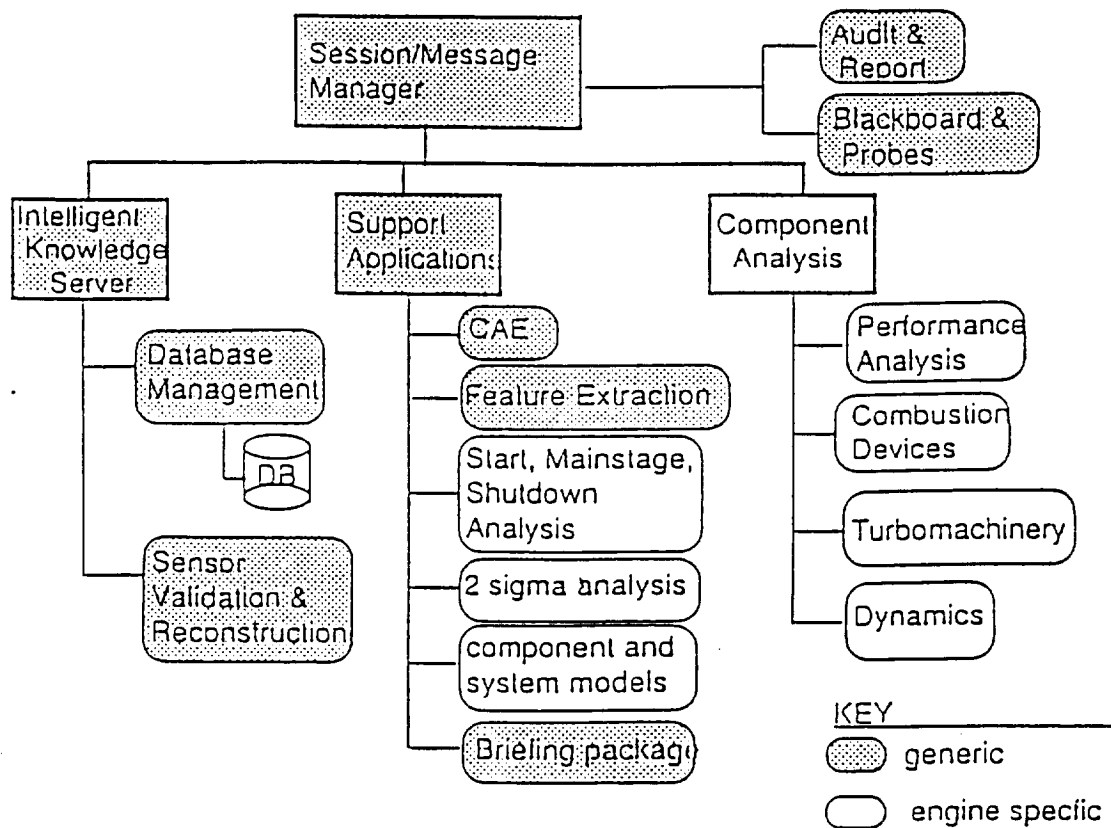 Session/Message
Manager
Audit &
Report
Blackboard &
Probes
Intelligent
Knowledge
Server
Support
Applications
Component
Analysis
Database
Management
DB
Sensor
Validation &
Reconstruction
CAE
Feature Extraction
Start, Mainstage,
Shutdown
Analysis
2 sigma analysis
component and
system models
Briefing package
Performance
Analysis
Combustion
Devices
Turbomachinery
Dynamics
KEY
generic
engine specfic